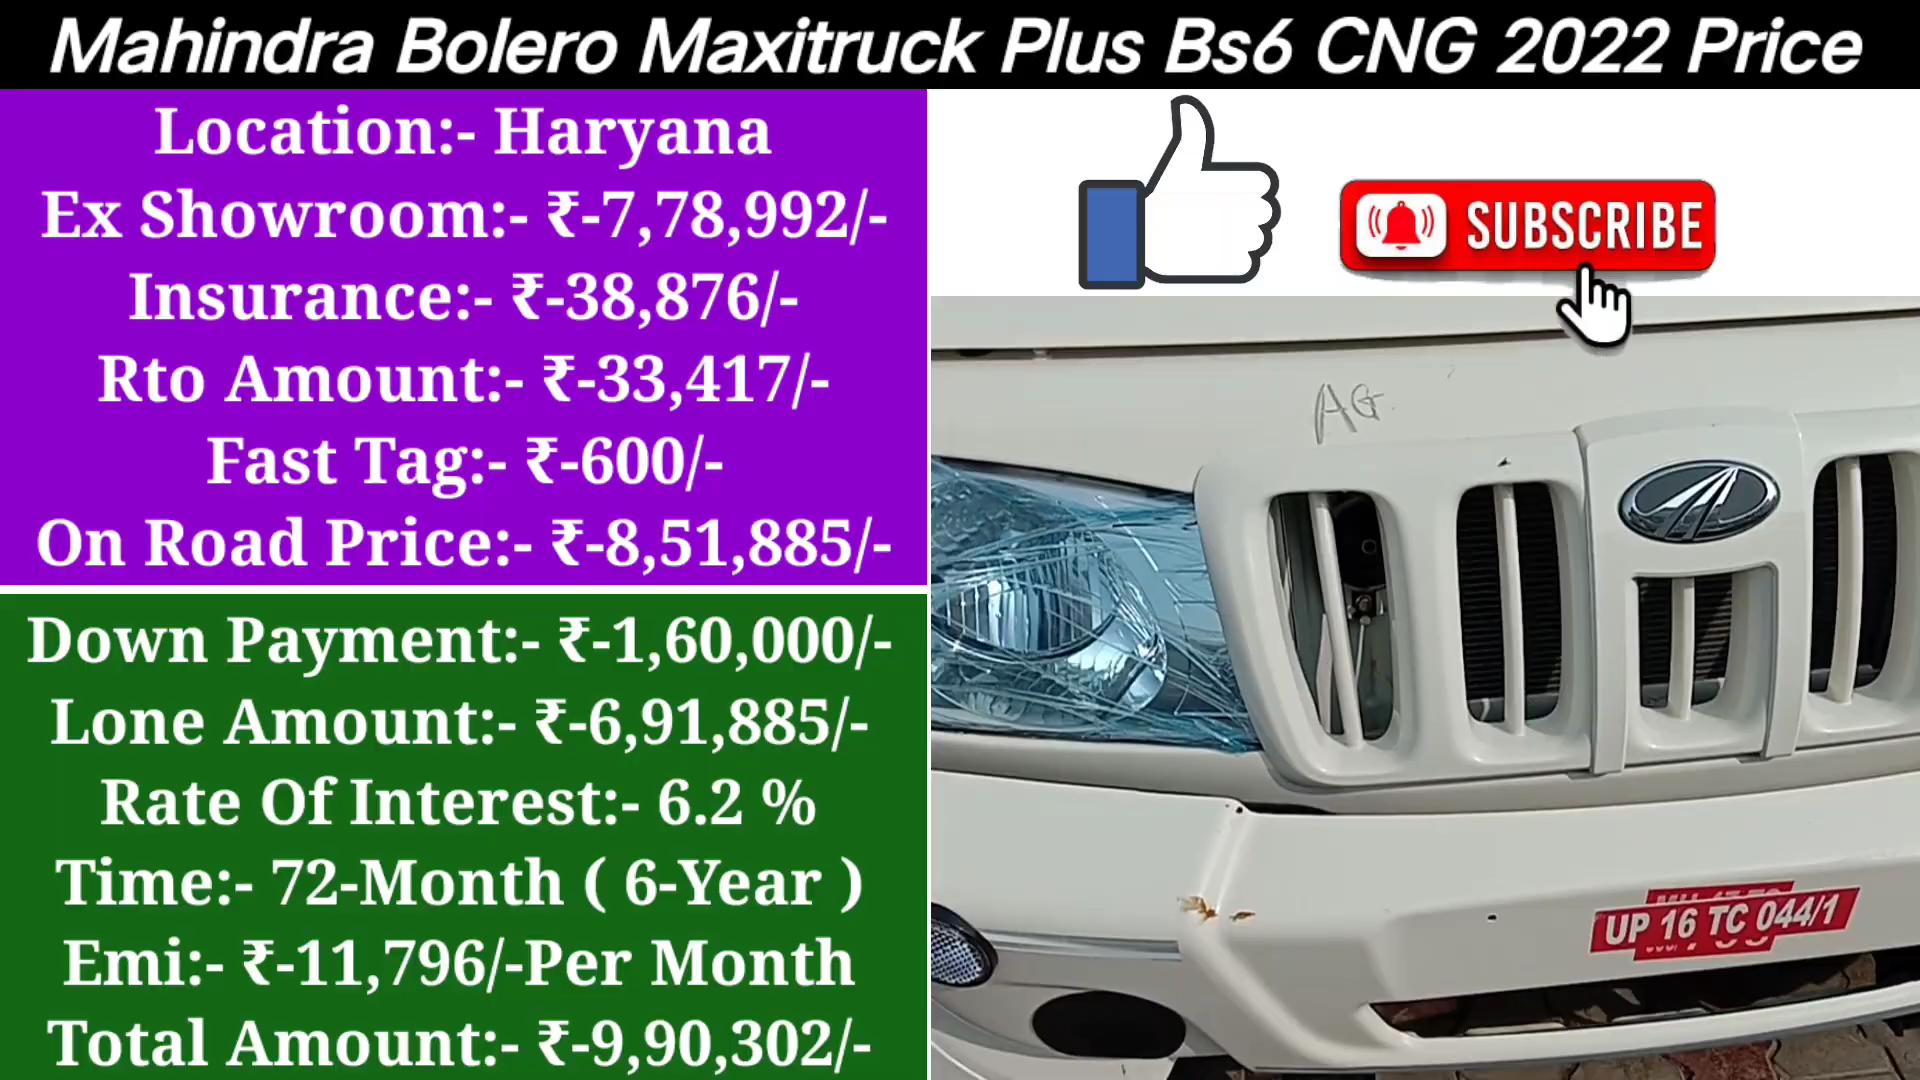 Mahindra Bolero Maxitruck Plus Bs6 CNG 2022 Price
Location:- Haryana
Ex Showroom:- ₹-7,78,992/-
Insurance:- ₹-38,876/-
Rto Amount:- ₹-33,417/-
Fast Tag:- ₹-600/-
On Road Price:- ₹-8,51,885/-
Down Payment:- ₹-1,60,000/-
Lone Amount:- ₹-6,91,885/-
Rate Of Interest:- 6.2 %
Time:- 72-Month ( 6-Year )
Emi:- ₹-11,796/-Per Month
Total Amount:- ₹-9,90,302/-
SUBSCRIBE
AG
UP 16 TC 044/1